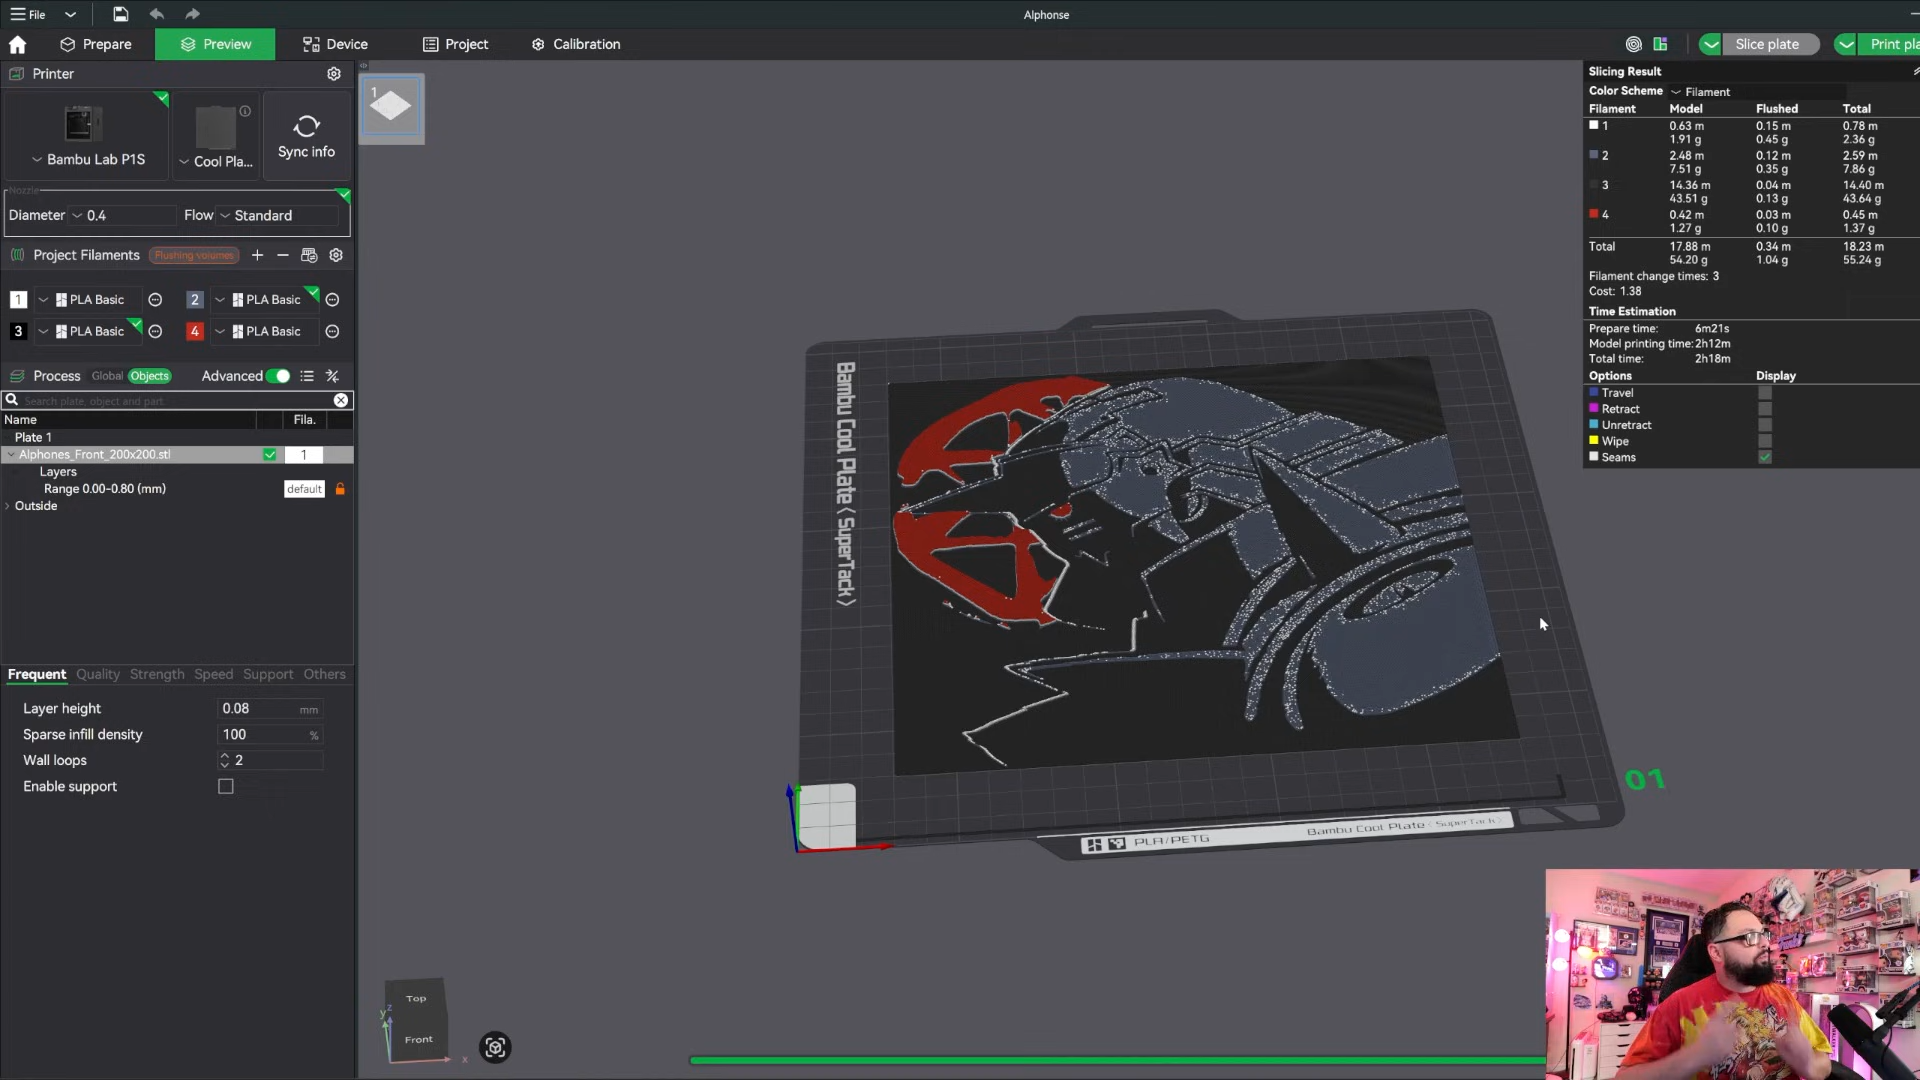 File
Alphonse
Prepare
Preview
Device
Project
Calibration
Slice plate
Print pla
Printer
Bambu Lab P1S
Cool Pla...
Sync info
Nozzle
Diameter
0.4
Flow
Standard
Project Filaments
Flushing volumes
1 PLA Basic
2 PLA Basic
3 PLA Basic
4 PLA Basic
Process
Global
Objects
Advanced
Search plate, object and part
Name
Fila.
Plate 1
Alphones_Front_200x200.stl
1
Layers
Range 0.00-0.80 (mm)
default
Outside
Frequent
Quality
Strength
Speed
Support
Others
Layer height
0.08
mm
Sparse infill density
100
%
Wall loops
2
Enable support
1
Bambu Cool Plate (SuperTack)
PLA/PETG
Bambu Cool Plate (SuperTack)
01
Top
Front
z
y
x
Slicing Result
Color Scheme
Filament
Filament Model Flushed Total
1 0.63 m 0.15 m 0.78 m
1.91 g 0.45 g 2.36 g
2 2.48 m 0.12 m 2.59 m
7.51 g 0.35 g 7.86 g
3 14.36 m 0.04 m 14.40 m
43.51 g 0.13 g 43.64 g
4 0.42 m 0.03 m 0.45 m
1.27 g 0.10 g 1.37 g
Total 17.88 m 0.34 m 18.23 m
54.20 g 1.04 g 55.24 g
Filament change times: 3
Cost: 1.38
Time Estimation
Prepare time: 6m21s
Model printing time: 2h12m
Total time: 2h18m
Options Display
Travel
Retract
Unretract
Wipe
Seams